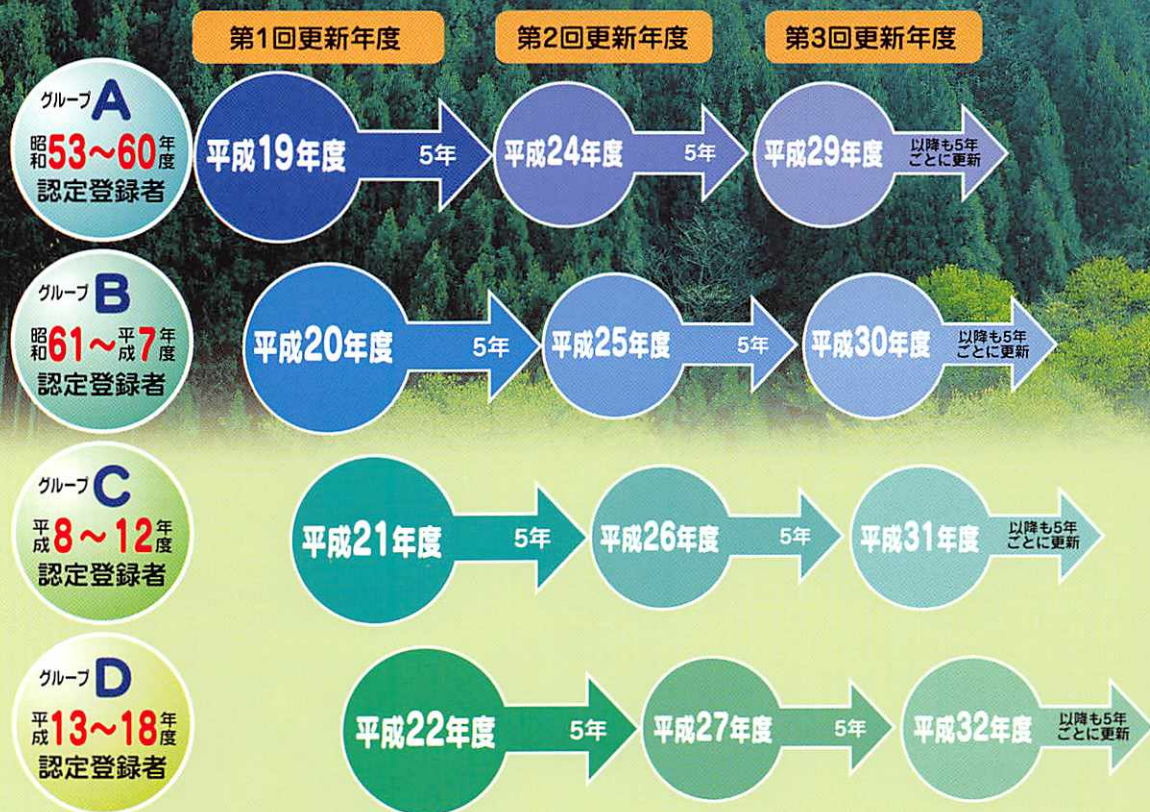 第1回更新年度
第2回更新年度
第3回更新年度
グループA
昭和53～60年度
認定登録者
平成19年度
5年
平成24年度
5年
平成29年度
以降も5年
ごとに更新
グループB
昭和61～平成7年度
認定登録者
平成20年度
5年
平成25年度
5年
平成30年度
以降も5年
ごとに更新
グループC
平成8～12年度
認定登録者
平成21年度
5年
平成26年度
5年
平成31年度
以降も5年
ごとに更新
グループD
平成13～18年度
認定登録者
平成22年度
5年
平成27年度
5年
平成32年度
以降も5年
ごとに更新